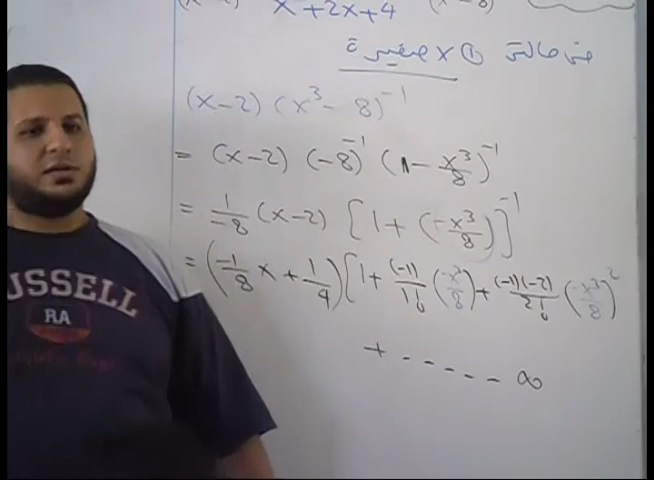 x + 2x + 4
في حالة ① x صغيرة
(x – 2) (x³ – 8)⁻¹
= (x – 2) (–8)⁻¹ (1 – x³/8)⁻¹
= 1/–8 (x – 2) [1 + (–x³/8)]⁻¹
= (–1/8 x + 1/4) [1 + (–1)/1! (–x³/8) + (–1)(–2)/2! (–x³/8)²
+ - - - - - ∞
USSELL
RA